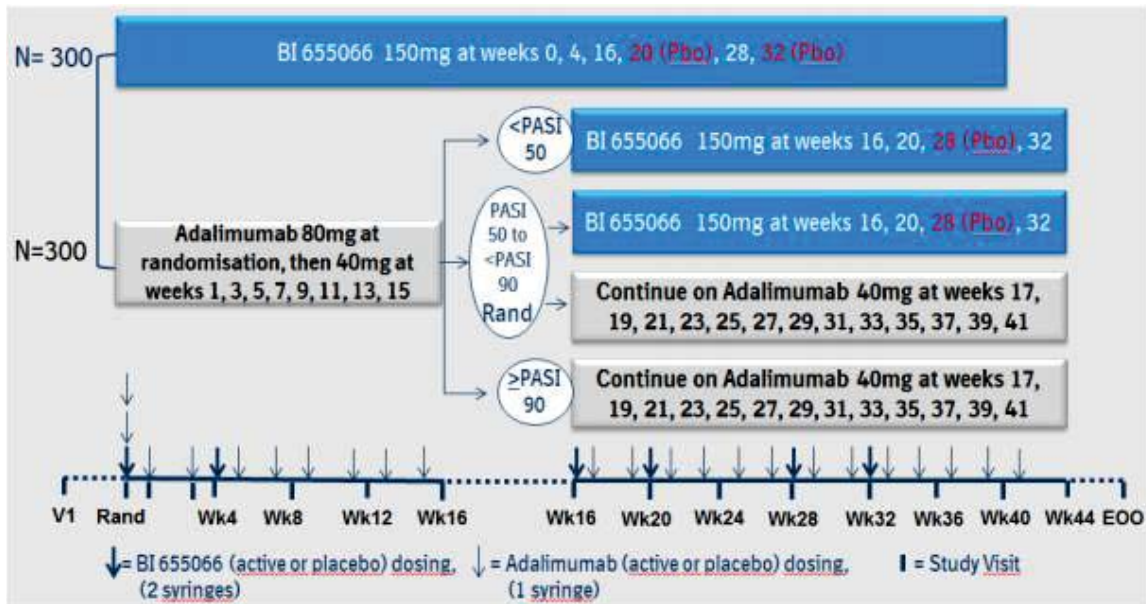 N= 300
BI 655066 150mg at weeks 0, 4, 16, 20 (Pbo), 28, 32 (Pbo)
<PASI
50
BI 655066 150mg at weeks 16, 20, 28 (Pbo), 32
N=300
Adalimumab 80mg at
randomisation, then 40mg at
weeks 1, 3, 5, 7, 9, 11, 13, 15
PASI
50 to
<PASI
90
Rand
BI 655066 150mg at weeks 16, 20, 28 (Pbo), 32
Continue on Adalimumab 40mg at weeks 17,
19, 21, 23, 25, 27, 29, 31, 33, 35, 37, 39, 41
≥PASI
90
Continue on Adalimumab 40mg at weeks 17,
19, 21, 23, 25, 27, 29, 31, 33, 35, 37, 39, 41
V1 Rand Wk4 Wk8 Wk12 Wk16 Wk16 Wk20 Wk24 Wk28 Wk32 Wk36 Wk40 Wk44 EOO
= BI 655066 (active or placebo) dosing,
(2 syringes)
= Adalimumab (active or placebo) dosing,
(1 syringe)
= Study Visit